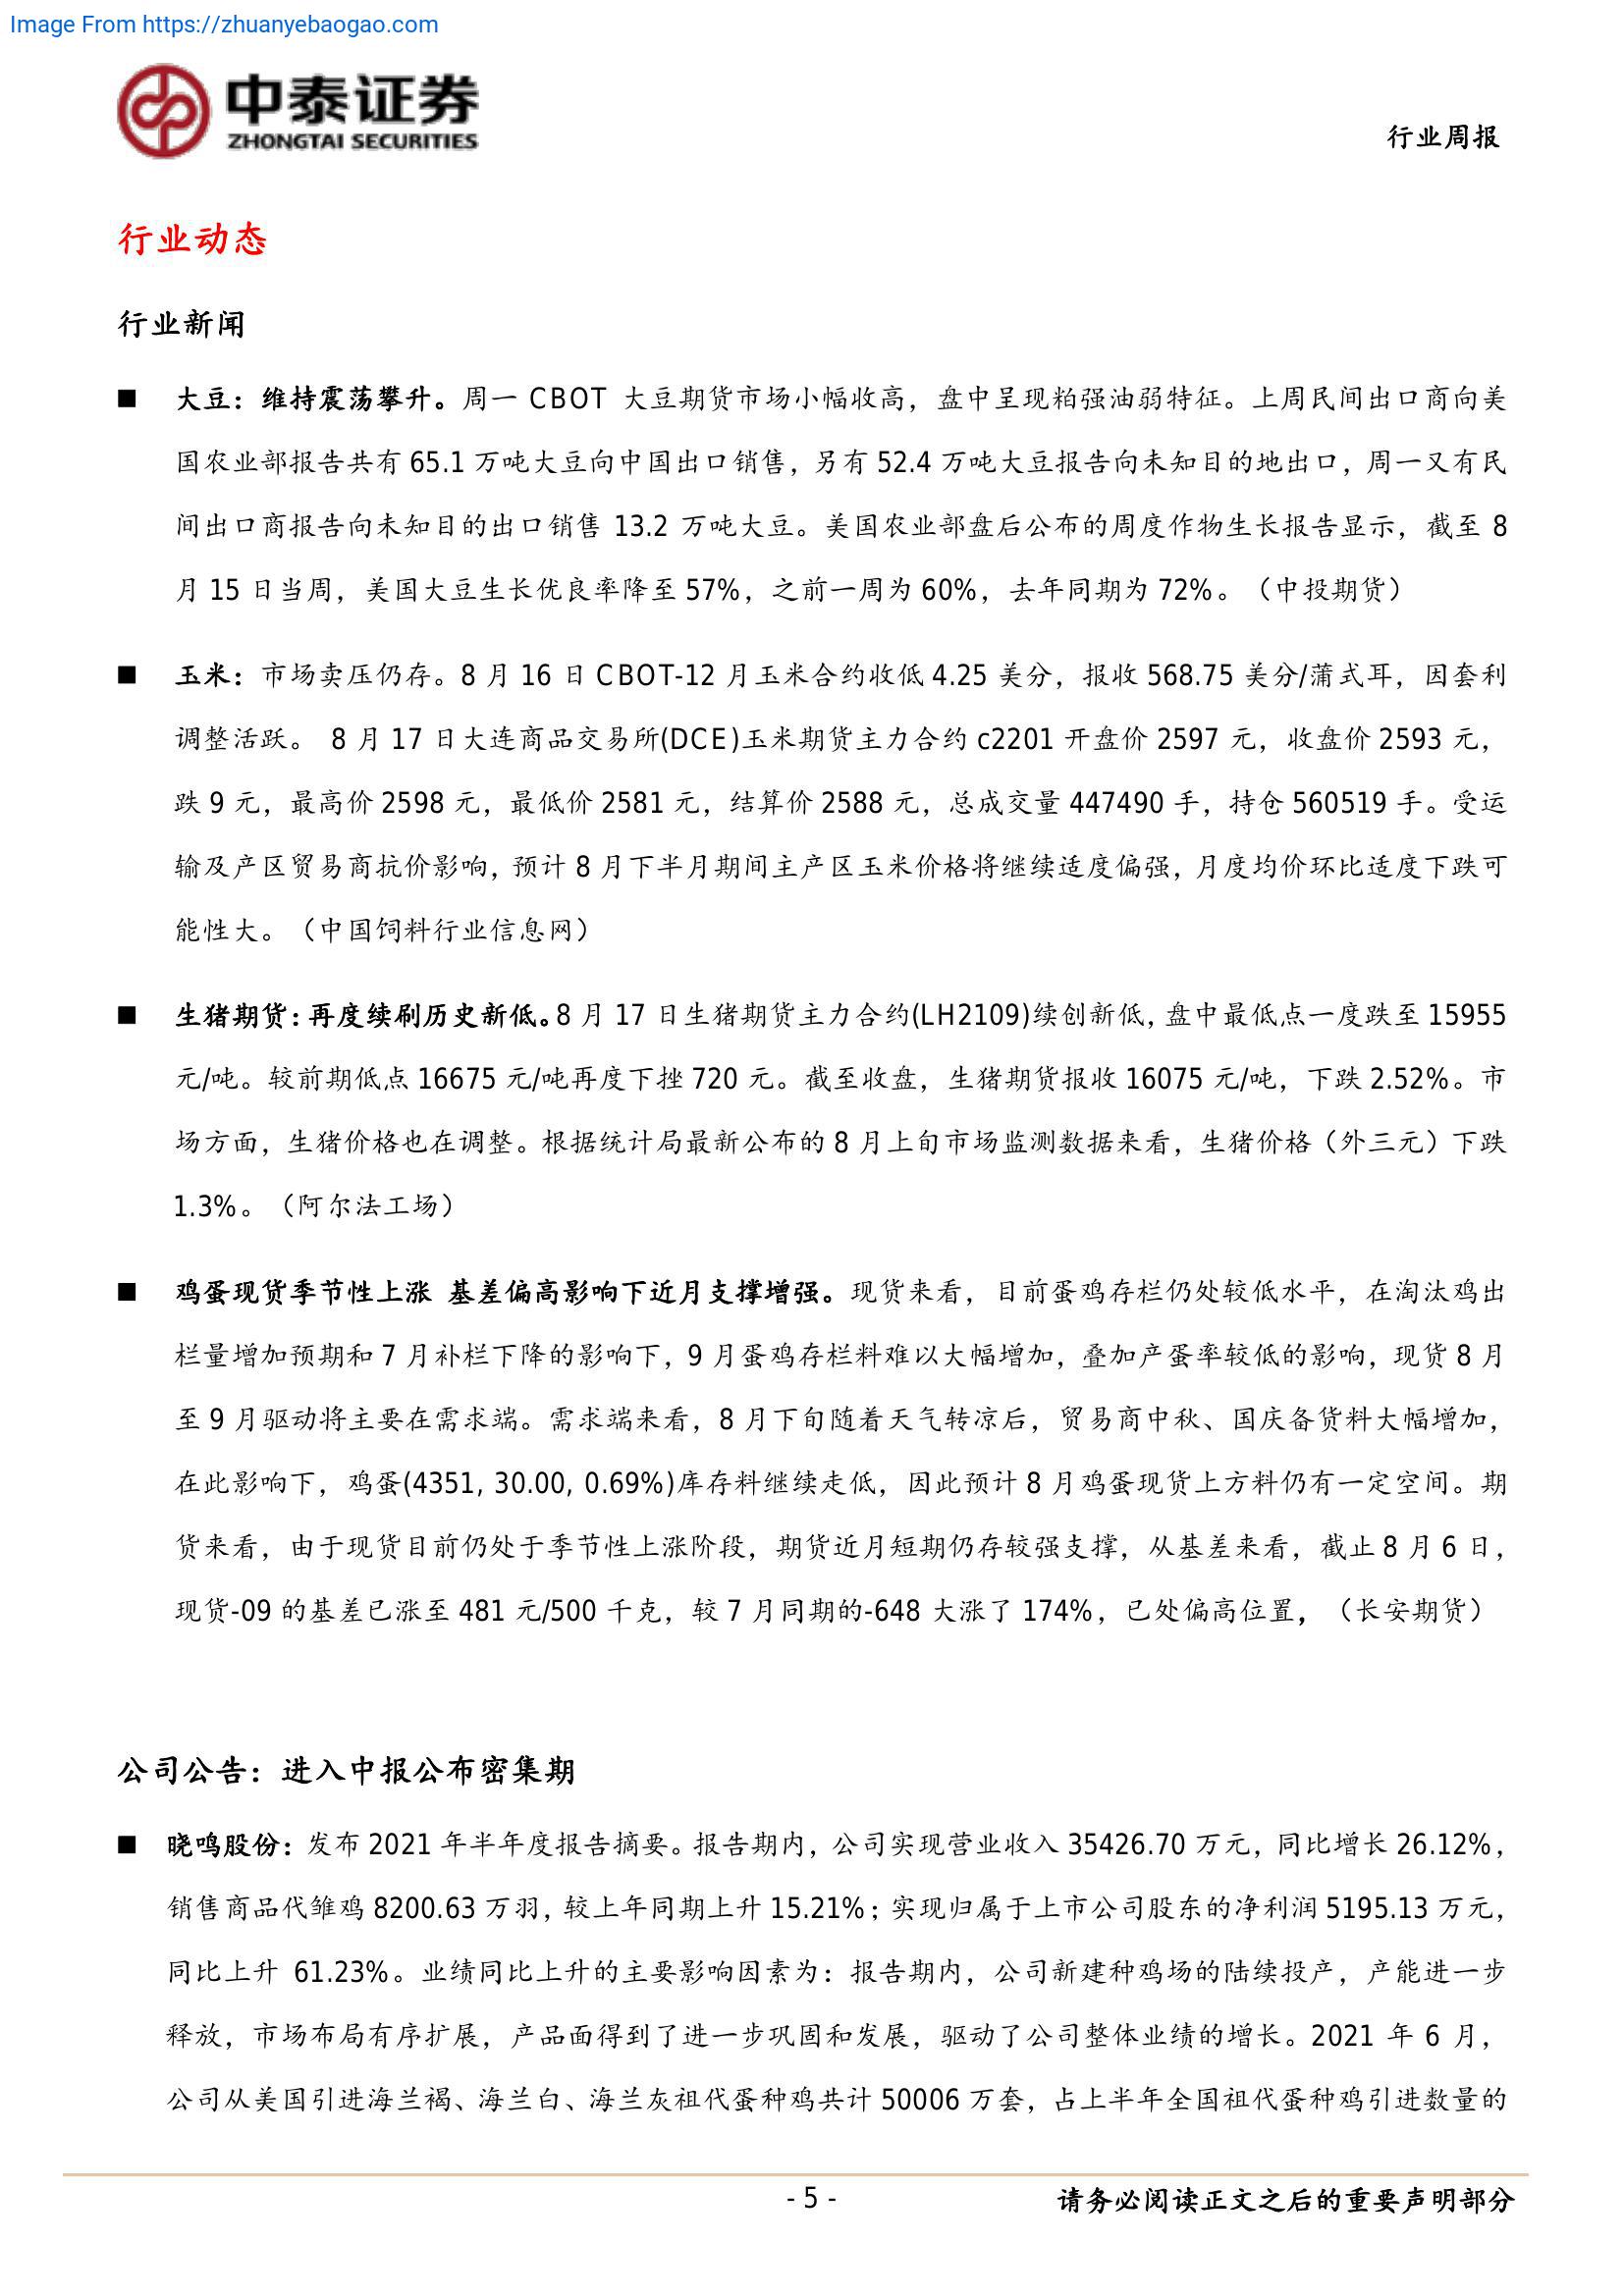 Image From https://zhuanyebaogao.com
中泰证券
ZHONGTAI SECURITIES
行业周报
行业动态
行业新闻
■ 大豆：维持震荡攀升。周一 CBOT 大豆期货市场小幅收高，盘中呈现粕强油弱特征。上周民间出口商向美
国农业部报告共有 65.1 万吨大豆向中国出口销售，另有 52.4 万吨大豆报告向未知目的地出口，周一又有民
间出口商报告向未知目的出口销售 13.2 万吨大豆。美国农业部盘后公布的周度作物生长报告显示，截至 8
月 15 日当周，美国大豆生长优良率降至 57%，之前一周为 60%，去年同期为 72%。（中投期货）
■ 玉米：市场卖压仍存。8 月 16 日 CBOT-12 月玉米合约收低 4.25 美分，报收 568.75 美分/蒲式耳，因套利
调整活跃。 8 月 17 日大连商品交易所(DCE)玉米期货主力合约 c2201 开盘价 2597 元，收盘价 2593 元，
跌 9 元，最高价 2598 元，最低价 2581 元，结算价 2588 元，总成交量 447490 手，持仓 560519 手。受运
输及产区贸易商抗价影响，预计 8 月下半月期间主产区玉米价格将继续适度偏强，月度均价环比适度下跌可
能性大。（中国饲料行业信息网）
■ 生猪期货：再度续刷历史新低。8 月 17 日生猪期货主力合约(LH2109)续创新低，盘中最低点一度跌至 15955
元/吨。较前期低点 16675 元/吨再度下挫 720 元。截至收盘，生猪期货报收 16075 元/吨，下跌 2.52%。市
场方面，生猪价格也在调整。根据统计局最新公布的 8 月上旬市场监测数据来看，生猪价格（外三元）下跌
1.3%。（阿尔法工场）
■ 鸡蛋现货季节性上涨 基差偏高影响下近月支撑增强。现货来看，目前蛋鸡存栏仍处较低水平，在淘汰鸡出
栏量增加预期和 7 月补栏下降的影响下，9 月蛋鸡存栏料难以大幅增加，叠加产蛋率较低的影响，现货 8 月
至 9 月驱动将主要在需求端。需求端来看，8 月下旬随着天气转凉后，贸易商中秋、国庆备货料大幅增加，
在此影响下，鸡蛋(4351, 30.00, 0.69%)库存料继续走低，因此预计 8 月鸡蛋现货上方料仍有一定空间。期
货来看，由于现货目前仍处于季节性上涨阶段，期货近月短期仍存较强支撑，从基差来看，截止 8 月 6 日，
现货-09 的基差已涨至 481 元/500 千克，较 7 月同期的-648 大涨了 174%，已处偏高位置，（长安期货）
公司公告：进入中报公布密集期
■ 晓鸣股份：发布 2021 年半年度报告摘要。报告期内，公司实现营业收入 35426.70 万元，同比增长 26.12%，
销售商品代雏鸡 8200.63 万羽，较上年同期上升 15.21%；实现归属于上市公司股东的净利润 5195.13 万元，
同比上升 61.23%。业绩同比上升的主要影响因素为：报告期内，公司新建种鸡场的陆续投产，产能进一步
释放，市场布局有序扩展，产品面得到了进一步巩固和发展，驱动了公司整体业绩的增长。2021 年 6 月，
公司从美国引进海兰褐、海兰白、海兰灰祖代蛋种鸡共计 50006 万套，占上半年全国祖代蛋种鸡引进数量的
- 5 -
请务必阅读正文之后的重要声明部分